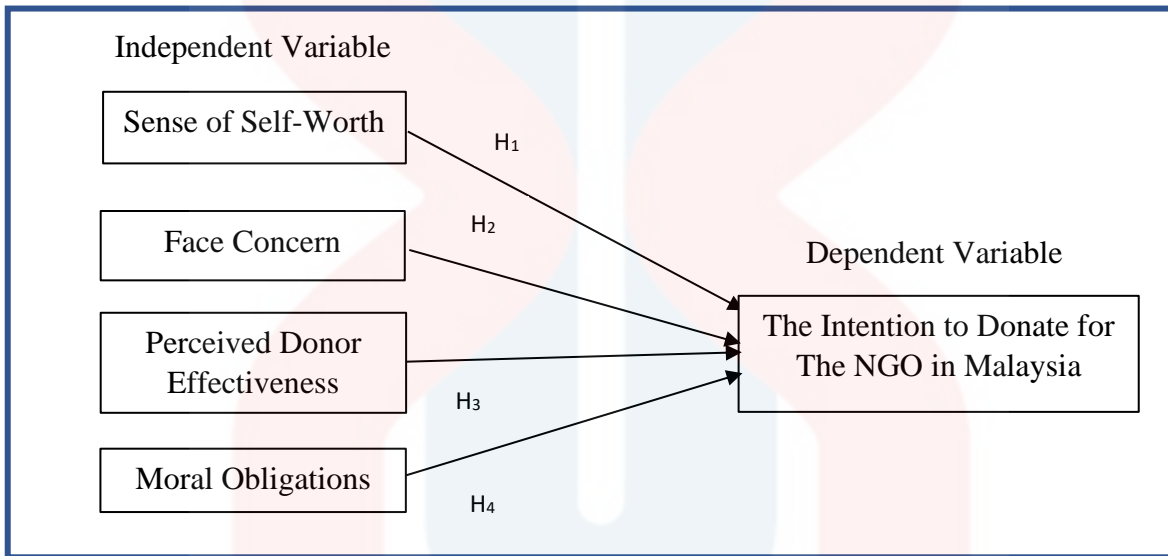 Independent Variable
Sense of Self-Worth
H1
Face Concern
H2
Perceived Donor
Effectiveness
H3
Moral Obligations
H4
Dependent Variable
The Intention to Donate for
The NGO in Malaysia